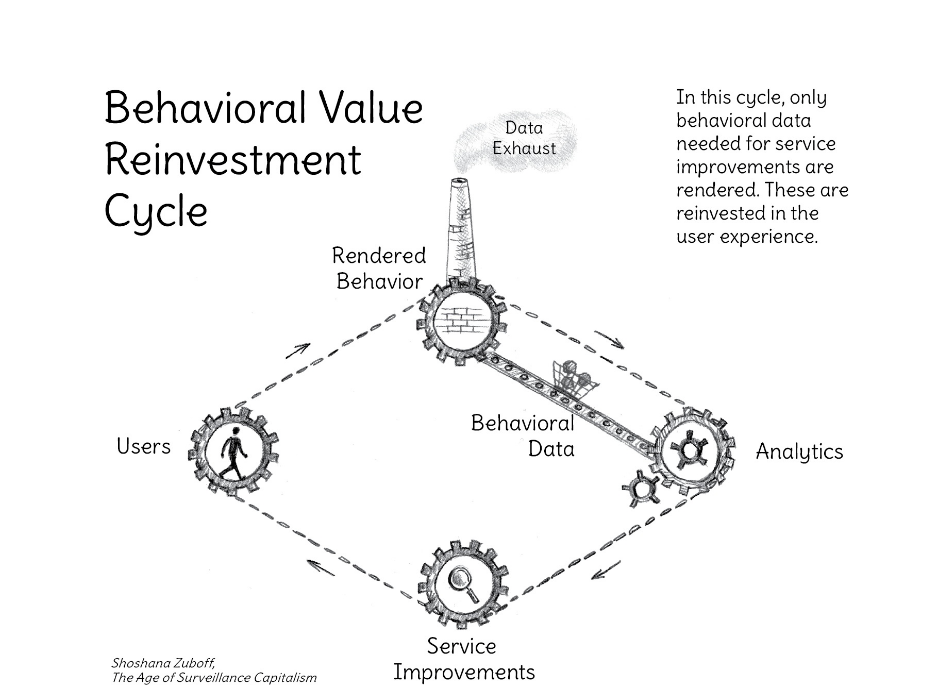 Behavioral Value
Reinvestment
Cycle
Data
Exhaust
In this cycle, only
behavioral data
needed for service
improvements are
rendered. These are
reinvested in the
user experience.
Rendered
Behavior
Behavioral
Data
Users
Analytics
Service
Improvements
Shoshana Zuboff,
The Age of Surveillance Capitalism